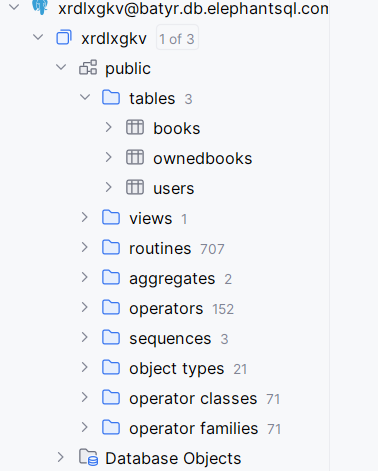 xrdlxgkv@batyr.db.elephantsql.com
xrdlxgkv 1 of 3
public
tables 3
books
ownedbooks
users
views 1
routines 707
aggregates 2
operators 152
sequences 3
object types 21
operator classes 71
operator families 71
Database Objects